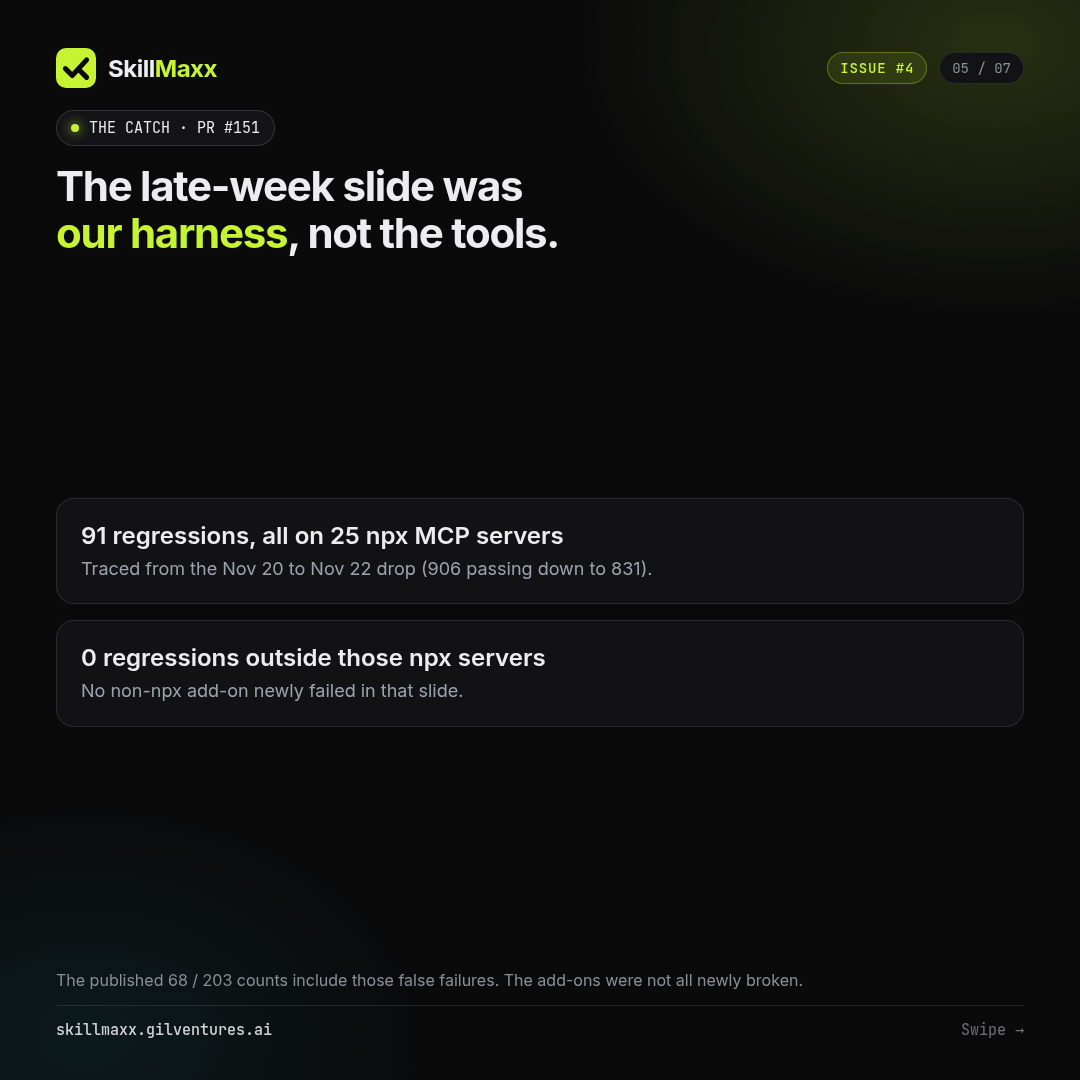 SkillMaxx
ISSUE #4
05 / 07
THE CATCH · PR #151
The late-week slide was
our harness, not the tools.
91 regressions, all on 25 npx MCP servers
Traced from the Nov 20 to Nov 22 drop (906 passing down to 831).
0 regressions outside those npx servers
No non-npx add-on newly failed in that slide.
The published 68 / 203 counts include those false failures. The add-ons were not all newly broken.
skillmaxx.gilventures.ai
Swipe →